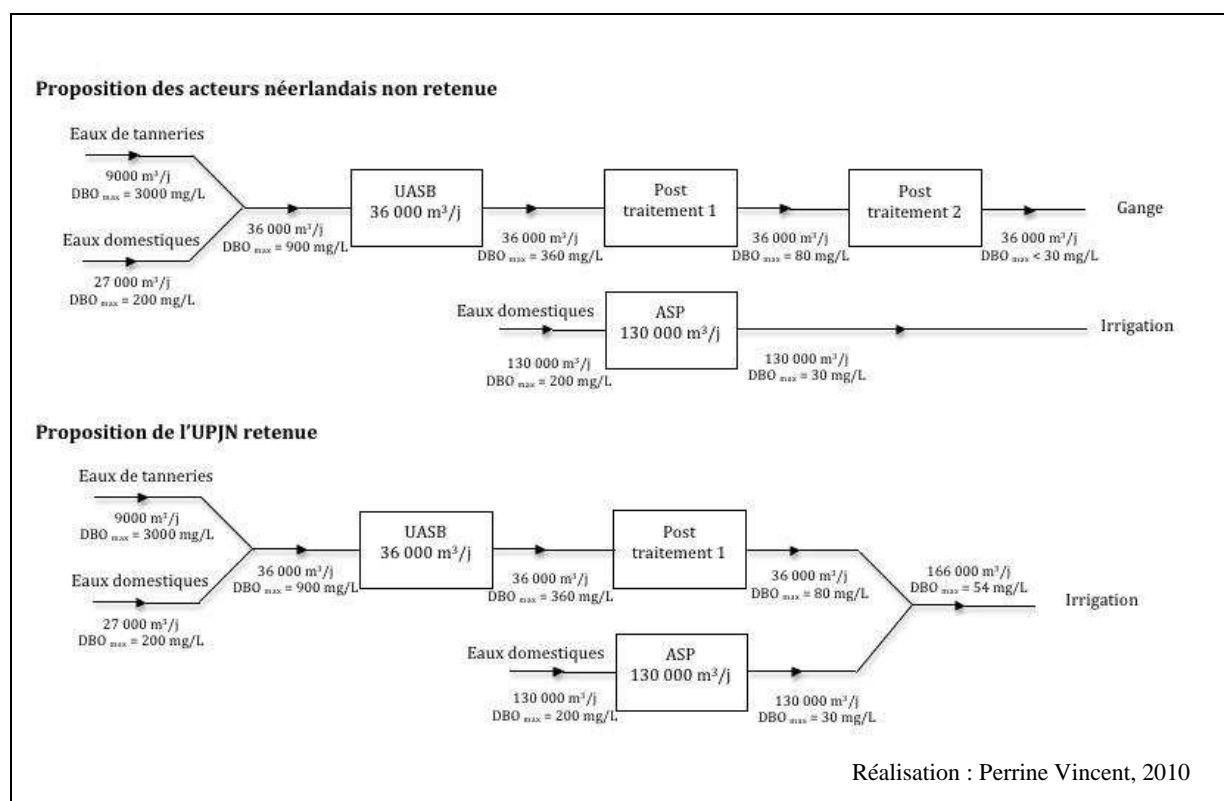 Proposition des acteurs néerlandais non retenue
Eaux de tanneries
9000 m³/j
DBO max = 3000 mg/L
Eaux domestiques
27 000 m³/j
DBO max = 200 mg/L
36 000 m³/j
DBO max = 900 mg/L
UASB
36 000 m³/j
36 000 m³/j
DBO max = 360 mg/L
Post
traitement 1
36 000 m³/j
DBO max = 80 mg/L
Post
traitement 2
36 000 m³/j
DBO max < 30 mg/L
Gange
Eaux domestiques
130 000 m³/j
DBO max = 200 mg/L
ASP
130 000 m³/j
130 000 m³/j
DBO max = 30 mg/L
Irrigation
Proposition de l'UPJN retenue
Eaux de tanneries
9000 m³/j
DBO max = 3000 mg/L
Eaux domestiques
27 000 m³/j
DBO max = 200 mg/L
36 000 m³/j
DBO max = 900 mg/L
UASB
36 000 m³/j
36 000 m³/j
DBO max = 360 mg/L
Post
traitement 1
36 000 m³/j
DBO max = 80 mg/L
166 000 m³/j
DBO max = 54 mg/L
Irrigation
Eaux domestiques
130 000 m³/j
DBO max = 200 mg/L
ASP
130 000 m³/j
130 000 m³/j
DBO max = 30 mg/L
Réalisation : Perrine Vincent, 2010